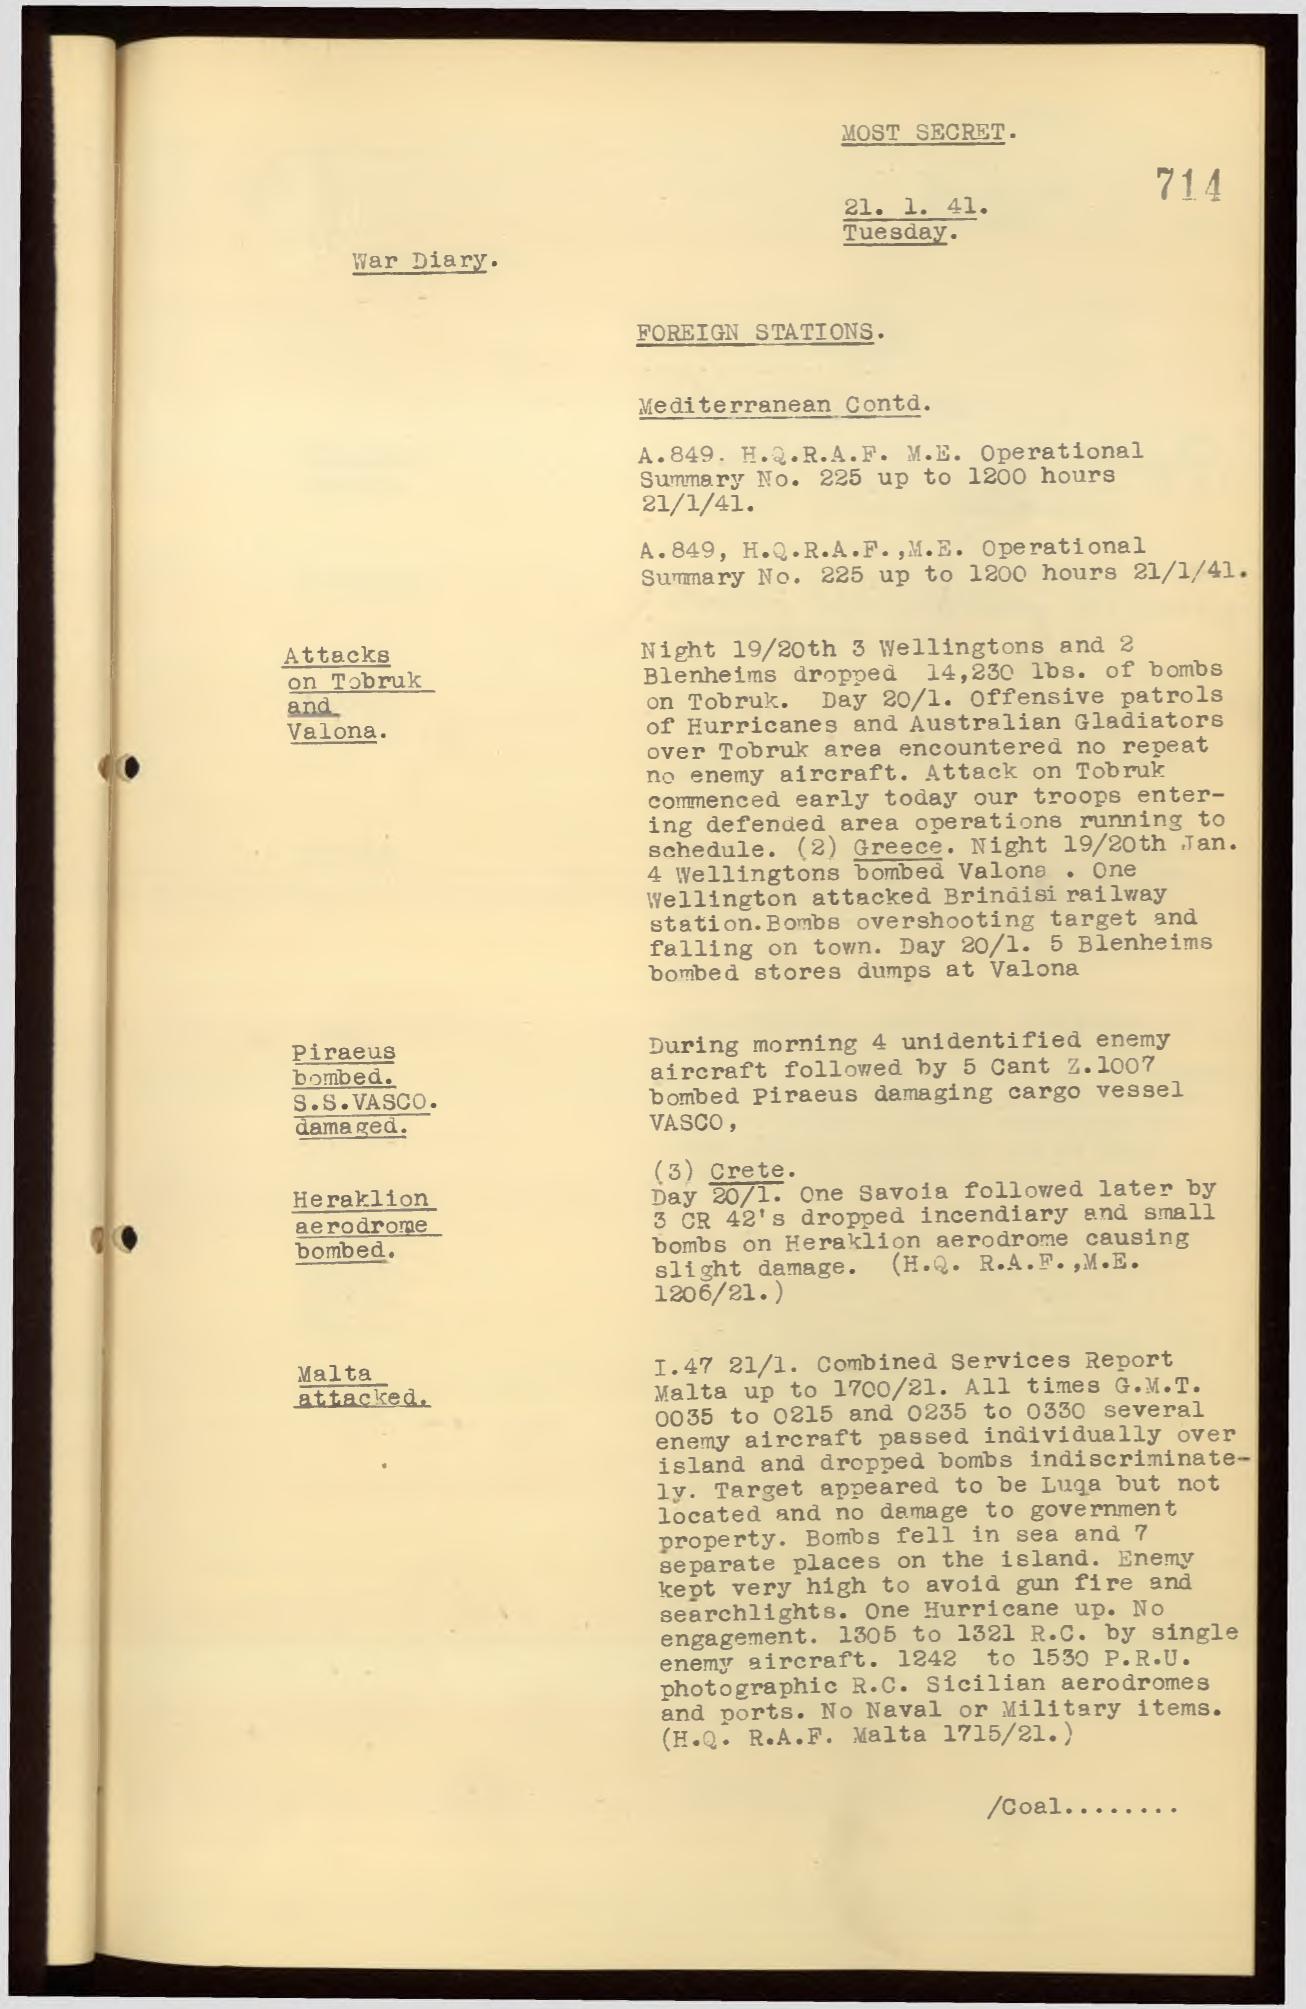 MOST SECRET.
714
21. 1. 41.
Tuesday.
War Diary.
FOREIGN STATIONS.
Mediterranean Contd.
A.849. H.Q.R.A.F. M.E. Operational
Summary No. 225 up to 1200 hours
21/1/41.
A.849, H.Q.R.A.F.,M.E. Operational
Summary No. 225 up to 1200 hours 21/1/41.
Attacks
on Tobruk
and
Valona.
Night 19/20th 3 Wellingtons and 2
Blenheims dropped 14,230 lbs. of bombs
on Tobruk. Day 20/1. Offensive patrols
of Hurricanes and Australian Gladiators
over Tobruk area encountered no repeat
no enemy aircraft. Attack on Tobruk
commenced early today our troops enter-
ing defended area operations running to
schedule. (2) Greece. Night 19/20th Jan.
4 Wellingtons bombed Valona . One
Wellington attacked Brindisi railway
station.Bombs overshooting target and
falling on town. Day 20/1. 5 Blenheims
bombed stores dumps at Valona
Piraeus
bombed.
S.S.VASCO.
damaged.
During morning 4 unidentified enemy
aircraft followed by 5 Cant Z.1007
bombed Piraeus damaging cargo vessel
VASCO,
Heraklion
aerodrome
bombed.
(3) Crete.
Day 20/1. One Savoia followed later by
3 CR 42's dropped incendiary and small
bombs on Heraklion aerodrome causing
slight damage. (H.Q. R.A.F.,M.E.
1206/21.)
Malta
attacked.
I.47 21/1. Combined Services Report
Malta up to 1700/21. All times G.M.T.
0035 to 0215 and 0235 to 0330 several
enemy aircraft passed individually over
island and dropped bombs indiscriminate-
ly. Target appeared to be Luqa but not
located and no damage to government
property. Bombs fell in sea and 7
separate places on the island. Enemy
kept very high to avoid gun fire and
searchlights. One Hurricane up. No
engagement. 1305 to 1321 R.C. by single
enemy aircraft. 1242 to 1530 P.R.U.
photographic R.C. Sicilian aerodromes
and ports. No Naval or Military items.
(H.Q. R.A.F. Malta 1715/21.)
/Coal........